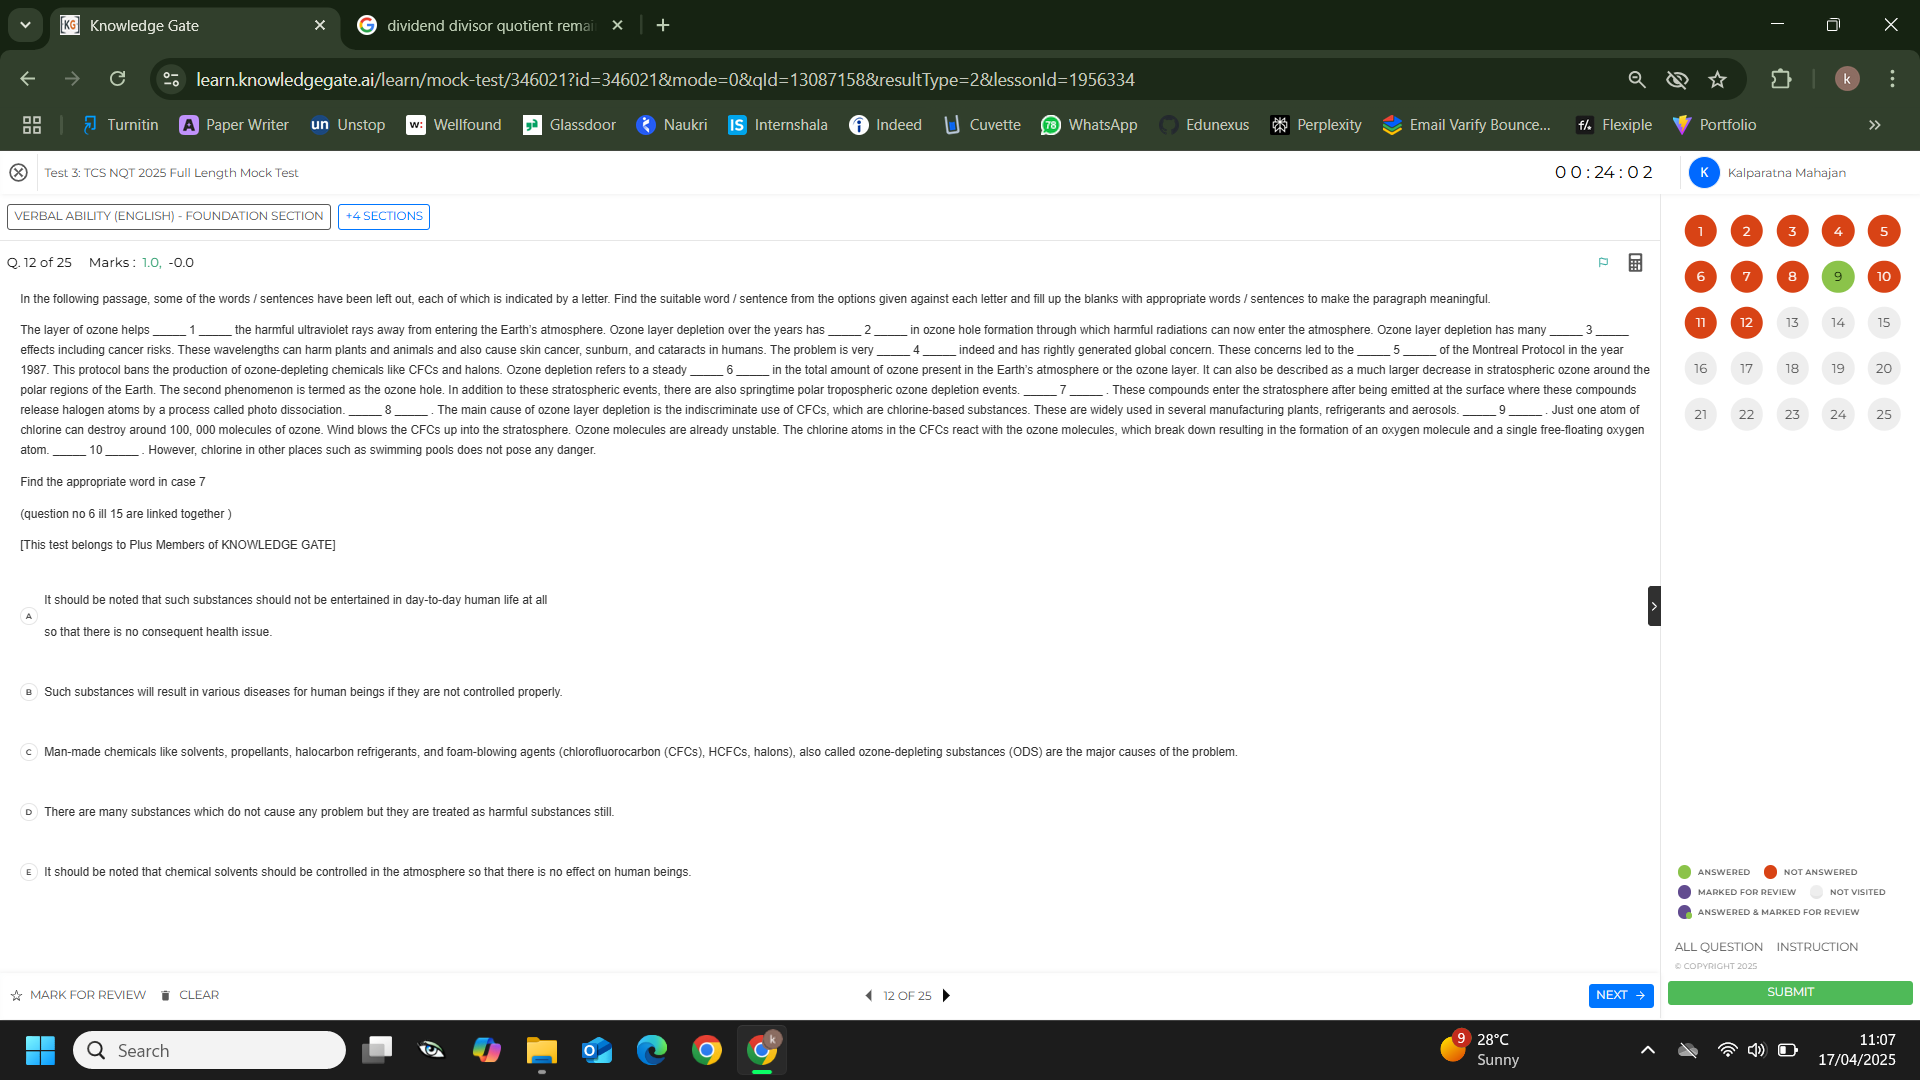 Knowledge Gate
dividend divisor quotient remai
learn.knowledgegate.ai/learn/mock-test/346021?id=346021&mode=0&qId=13087158&resultType=2&lessonId=1956334
k
Turnitin
A Paper Writer
un Unstop
w: Wellfound
Glassdoor
Naukri
IS Internshala
Indeed
Cuvette
78 WhatsApp
Edunexus
Perplexity
Email Varify Bounce...
f/. Flexiple
Portfolio
Test 3: TCS NQT 2025 Full Length Mock Test
00:24:02
K Kalparatna Mahajan
VERBAL ABILITY (ENGLISH) - FOUNDATION SECTION
+4 SECTIONS
Q. 12 of 25 Marks : 1.0, -0.0
In the following passage, some of the words / sentences have been left out, each of which is indicated by a letter. Find the suitable word / sentence from the options given against each letter and fill up the blanks with appropriate words / sentences to make the paragraph meaningful.
The layer of ozone helps _____ 1 _____ the harmful ultraviolet rays away from entering the Earth's atmosphere. Ozone layer depletion over the years has _____ 2 _____ in ozone hole formation through which harmful radiations can now enter the atmosphere. Ozone layer depletion has many _____ 3 _____
effects including cancer risks. These wavelengths can harm plants and animals and also cause skin cancer, sunburn, and cataracts in humans. The problem is very _____ 4 _____ indeed and has rightly generated global concern. These concerns led to the _____ 5 _____ of the Montreal Protocol in the year
1987. This protocol bans the production of ozone-depleting chemicals like CFCs and halons. Ozone depletion refers to a steady _____ 6 _____ in the total amount of ozone present in the Earth's atmosphere or the ozone layer. It can also be described as a much larger decrease in stratospheric ozone around the
polar regions of the Earth. The second phenomenon is termed as the ozone hole. In addition to these stratospheric events, there are also springtime polar tropospheric ozone depletion events. _____ 7 _____ . These compounds enter the stratosphere after being emitted at the surface where these compounds
release halogen atoms by a process called photo dissociation. _____ 8 _____ . The main cause of ozone layer depletion is the indiscriminate use of CFCs, which are chlorine-based substances. These are widely used in several manufacturing plants, refrigerants and aerosols. _____ 9 _____ . Just one atom of
chlorine can destroy around 100, 000 molecules of ozone. Wind blows the CFCs up into the stratosphere. Ozone molecules are already unstable. The chlorine atoms in the CFCs react with the ozone molecules, which break down resulting in the formation of an oxygen molecule and a single free-floating oxygen
atom. _____ 10 _____ . However, chlorine in other places such as swimming pools does not pose any danger.
Find the appropriate word in case 7
(question no 6 ill 15 are linked together )
[This test belongs to Plus Members of KNOWLEDGE GATE]
It should be noted that such substances should not be entertained in day-to-day human life at all
A
so that there is no consequent health issue.
B Such substances will result in various diseases for human beings if they are not controlled properly.
C Man-made chemicals like solvents, propellants, halocarbon refrigerants, and foam-blowing agents (chlorofluorocarbon (CFCs), HCFCs, halons), also called ozone-depleting substances (ODS) are the major causes of the problem.
D There are many substances which do not cause any problem but they are treated as harmful substances still.
E It should be noted that chemical solvents should be controlled in the atmosphere so that there is no effect on human beings.
1 2 3 4 5
6 7 8 9 10
11 12 13 14 15
16 17 18 19 20
21 22 23 24 25
ANSWERED NOT ANSWERED
MARKED FOR REVIEW NOT VISITED
ANSWERED & MARKED FOR REVIEW
ALL QUESTION INSTRUCTION
© COPYRIGHT 2025
SUBMIT
MARK FOR REVIEW CLEAR
12 OF 25
NEXT
Search
k
9
28°C
Sunny
11:07
17/04/2025